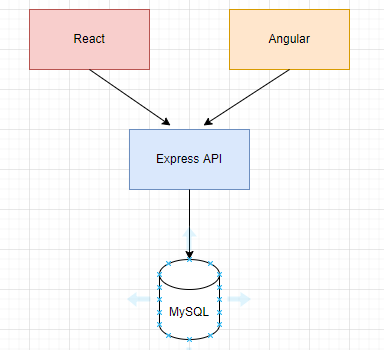 React
Angular
Express API
MySQL